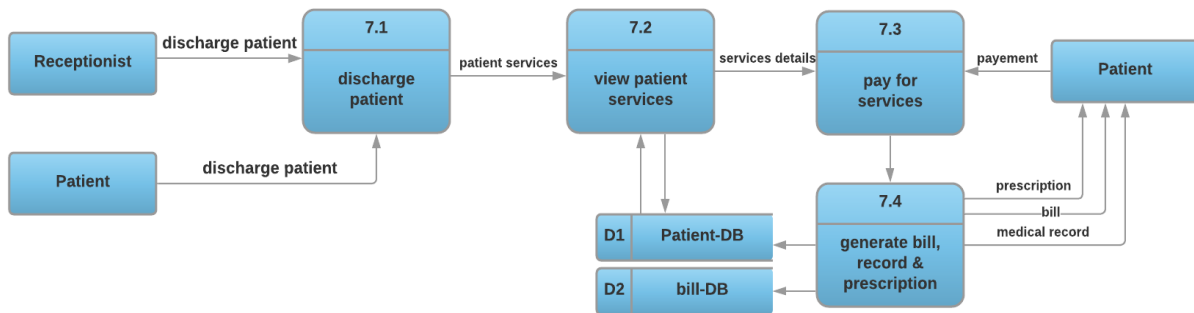 Receptionist
discharge patient
7.1
discharge
patient
patient services
7.2
view patient
services
services details
7.3
pay for
services
payement
Patient
Patient
discharge patient
D1
Patient-DB
D2
bill-DB
7.4
generate bill,
record &
prescription
prescription
bill
medical record